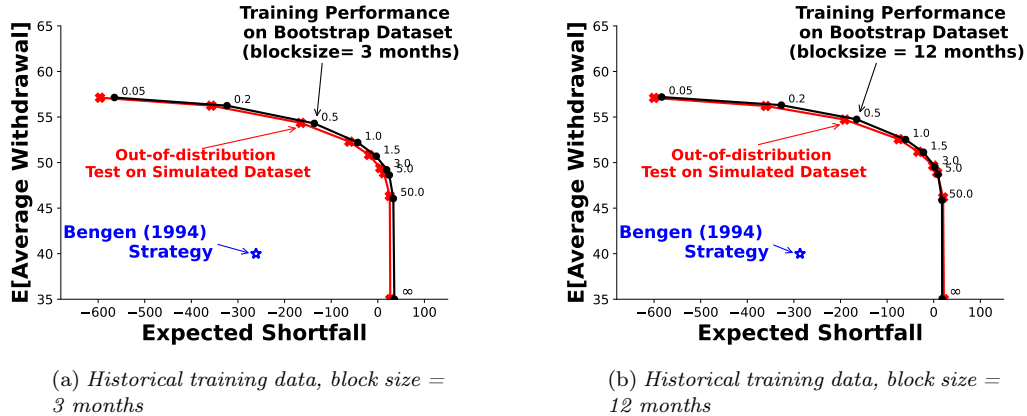 Training Performance
on Bootstrap Dataset
(blocksize= 3 months)
65
60
55
50
45
40
35
E[Average Withdrawal]
0.05
0.2
0.5
1.0
1.5
3.0
5.0
50.0
∞
Out-of-distribution
Test on Simulated Dataset
Bengen (1994)
Strategy
−600 −500 −400 −300 −200 −100 0 100
Expected Shortfall
(a) Historical training data, block size =
3 months
Training Performance
on Bootstrap Dataset
(blocksize = 12 months)
65
60
55
50
45
40
35
E[Average Withdrawal]
0.05
0.2
0.5
1.0
1.5
3.0
5.0
50.0
∞
Out-of-distribution
Test on Simulated Dataset
Bengen (1994)
Strategy
−600 −500 −400 −300 −200 −100 0 100
Expected Shortfall
(b) Historical training data, block size =
12 months